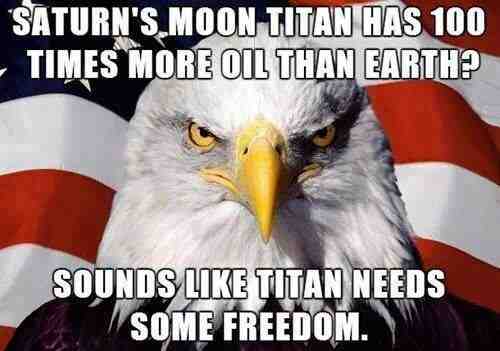 SATURN'S MOON TITAN HAS 100
TIMES MORE OIL THAN EARTH?
SOUNDS LIKE TITAN NEEDS
SOME FREEDOM.